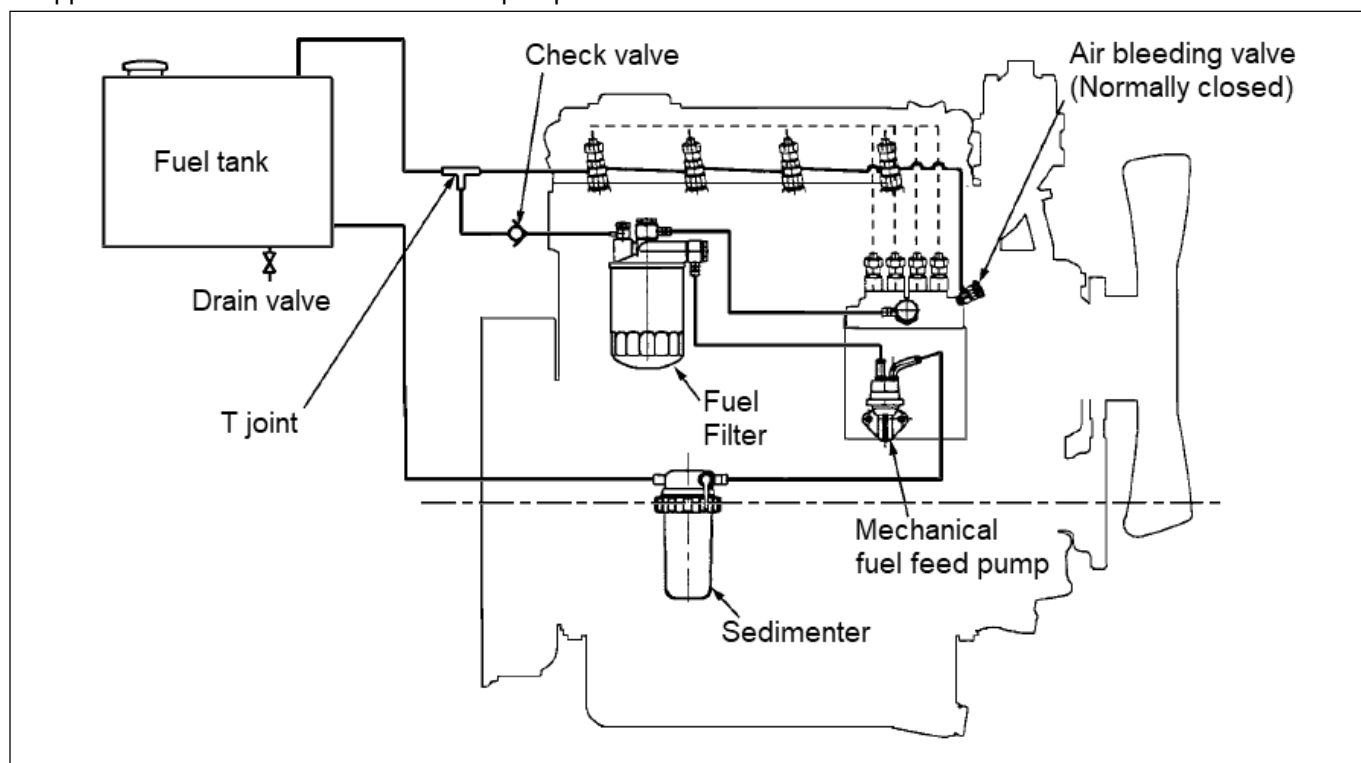 Check valve
Air bleeding valve
(Normally closed)
Fuel tank
Drain valve
T joint
Fuel
Filter
Mechanical
fuel feed pump
Sedimenter